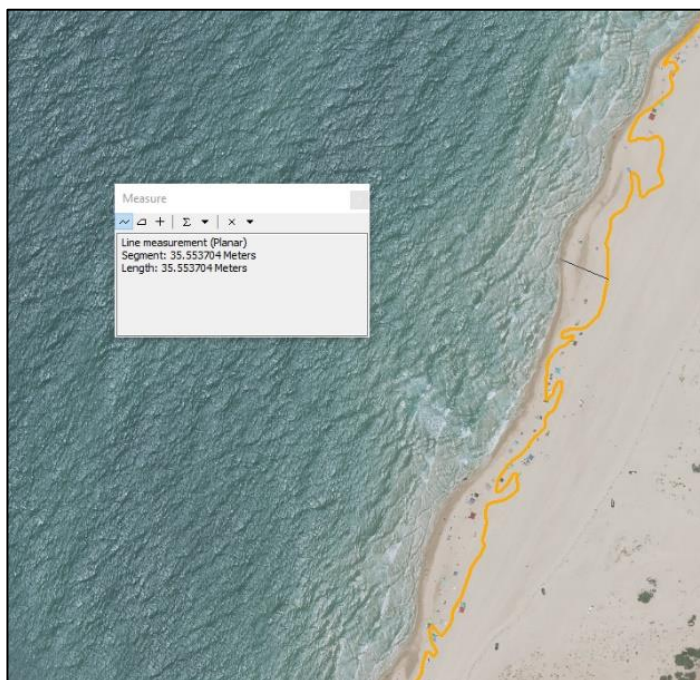 Measure
Line measurement (Planar)
Segment: 35.553704 Meters
Length: 35.553704 Meters